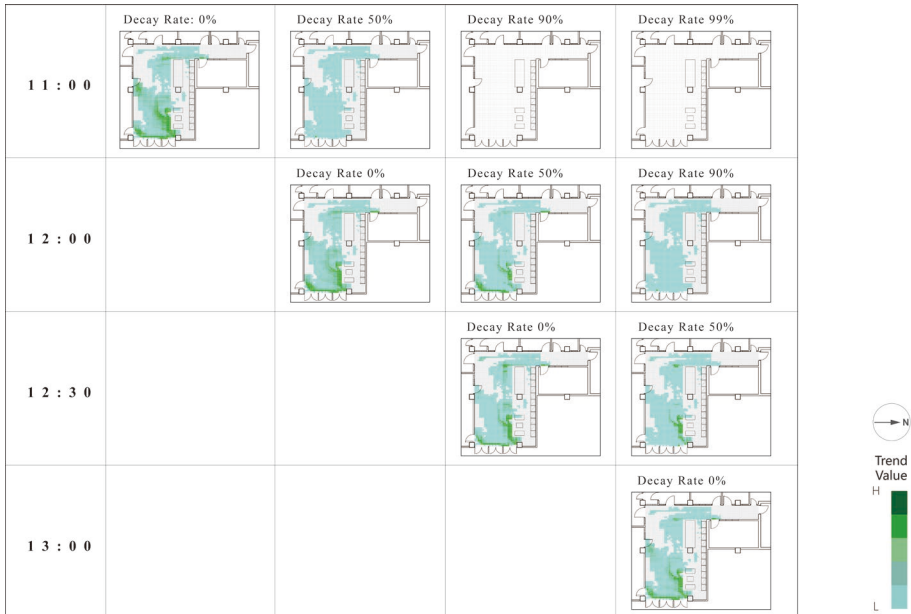 Decay Rate: 0%
Decay Rate 50%
Decay Rate 90%
Decay Rate 99%
11:00
Decay Rate 0%
Decay Rate 50%
Decay Rate 90%
12:00
Decay Rate 0%
Decay Rate 50%
12:30
Decay Rate 0%
13:00
N
Trend
Value
H
L